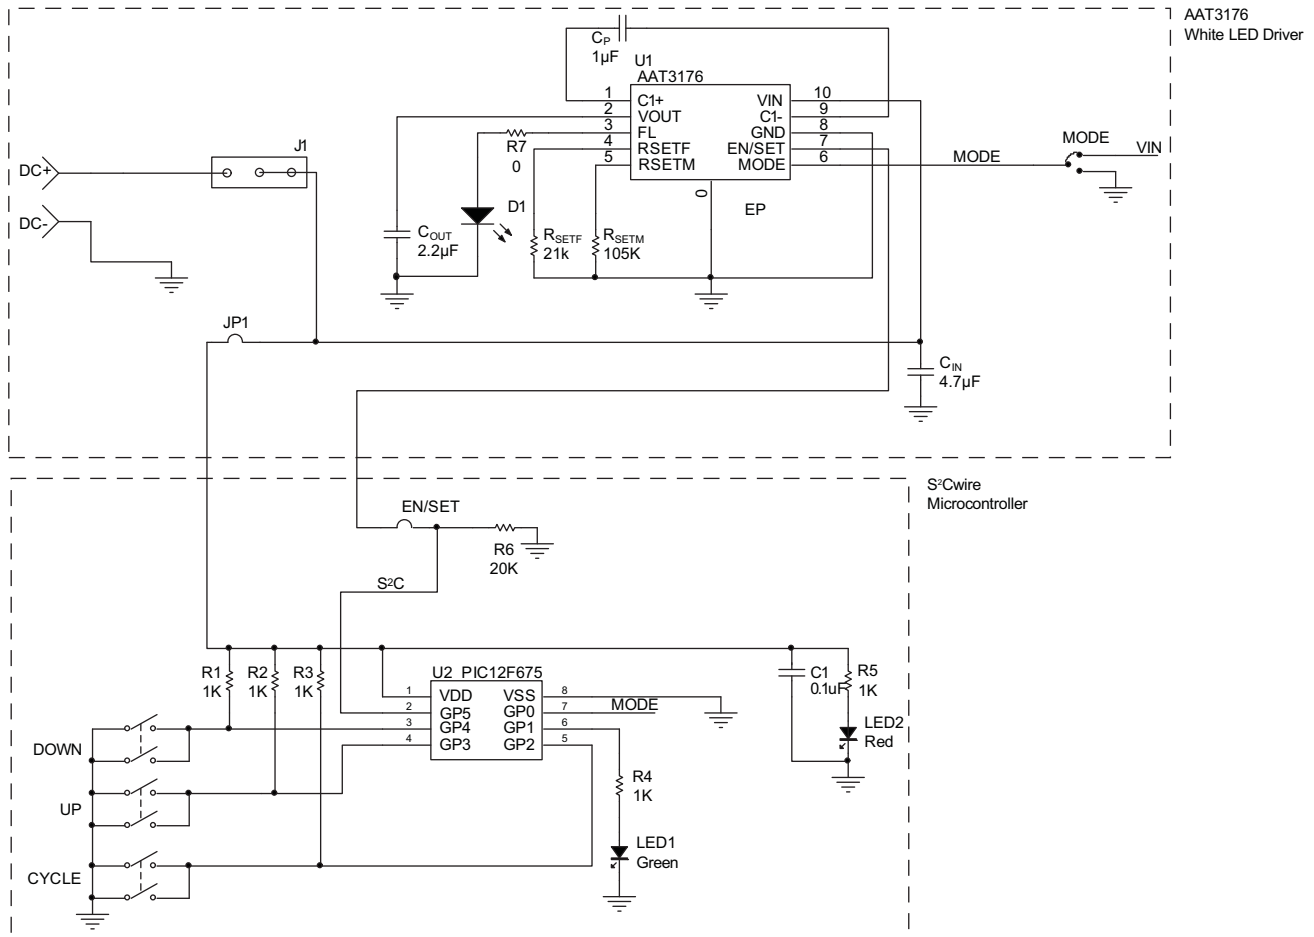 AAT3176
White LED Driver
CP
1µF
U1
AAT3176
1 C1+ VIN 10
2 VOUT C1- 9
3 FL GND 8
4 RSETF EN/SET 7
5 RSETM MODE 6
0
EP
R7
0
D1
COUT
2.2µF
RSETF
21k
RSETM
105K
MODE
MODE
VIN
J1
DC+
DC-
JP1
CIN
4.7µF
S²Cwire
Microcontroller
EN/SET
R6
20K
S²C
R1
1K
R2
1K
R3
1K
U2 PIC12F675
1 VDD VSS 8
2 GP5 GP0 7
3 GP4 GP1 6
4 GP3 GP2 5
MODE
C1
0.1uF
R5
1K
LED2
Red
R4
1K
LED1
Green
DOWN
UP
CYCLE